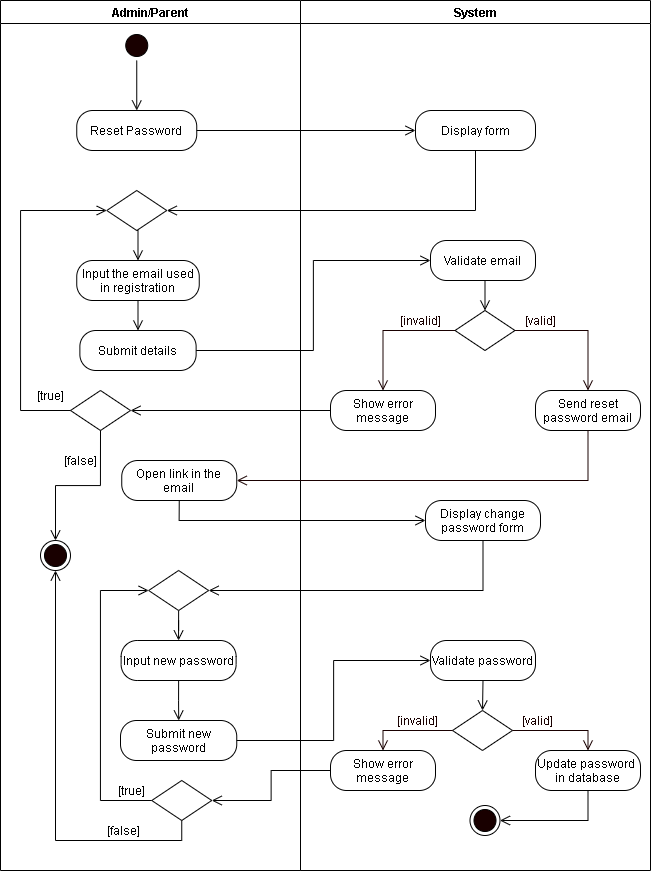 Admin/Parent
System
Reset Password
Display form
Input the email used
in registration
Validate email
Submit details
[invalid]
[valid]
[true]
Show error
message
Send reset
password email
[false]
Open link in the
email
Display change
password form
Input new password
Validate password
Submit new
password
[invalid]
[valid]
Show error
message
Update password
in database
[true]
[false]